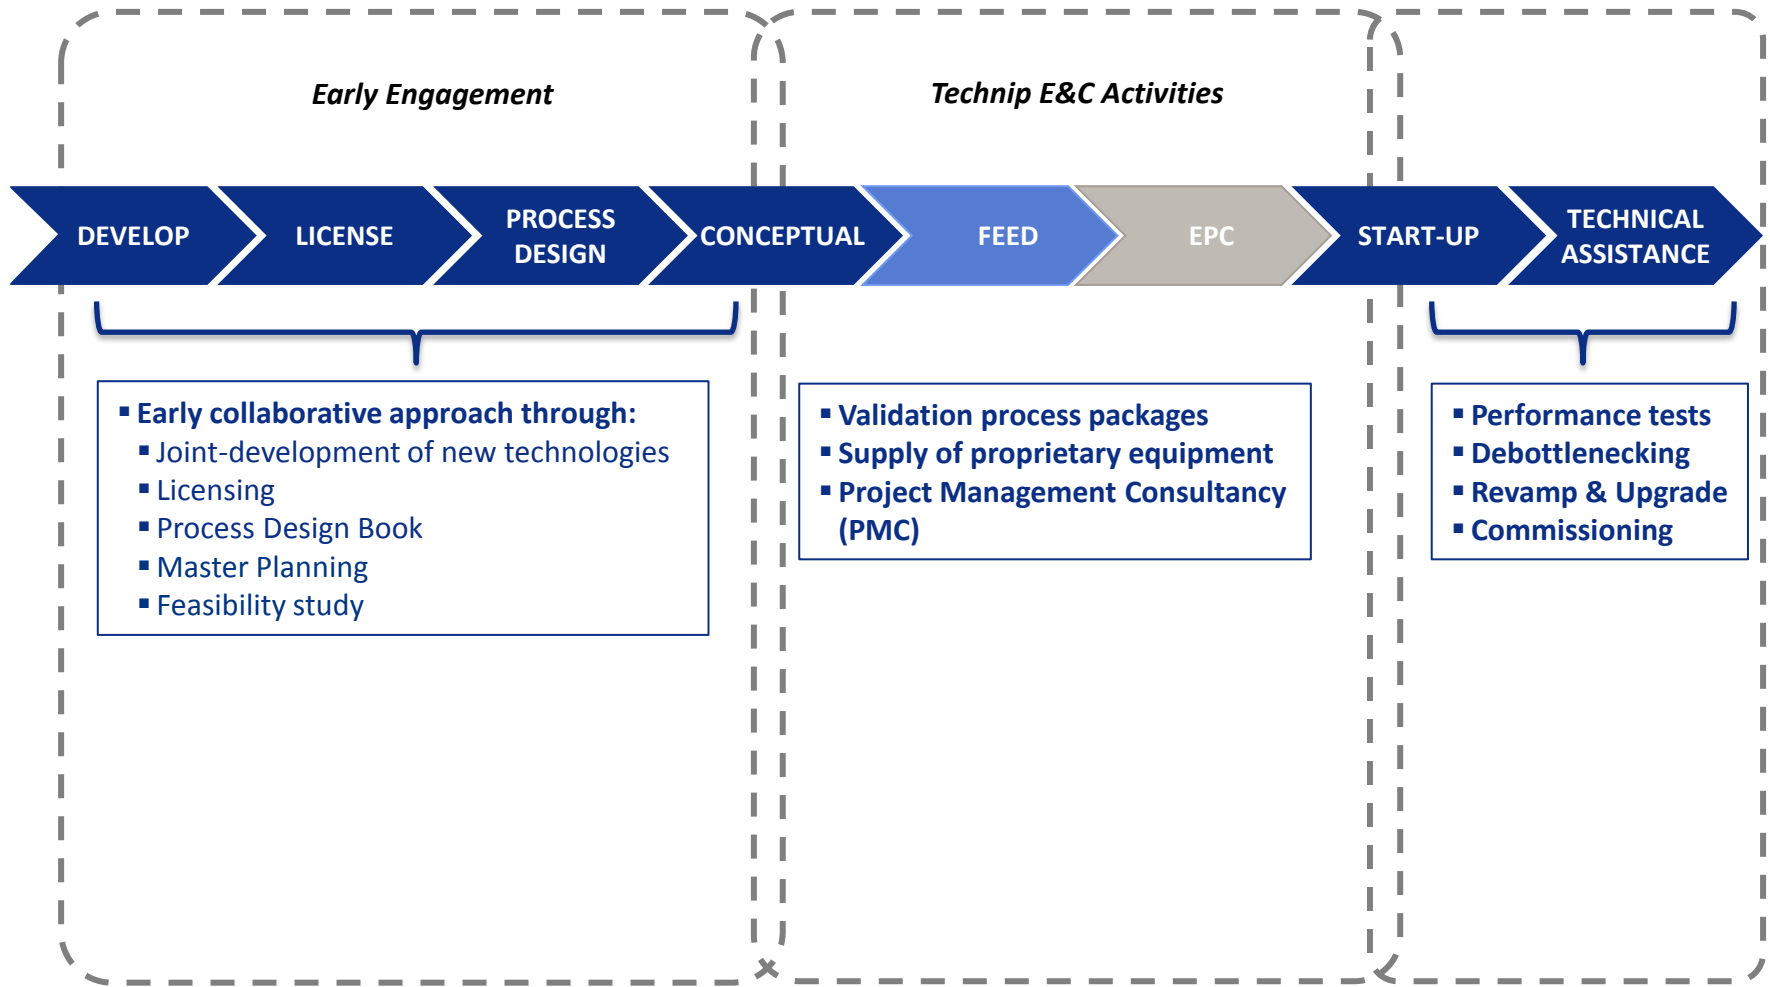 Early Engagement
Technip E&C Activities
DEVELOP
LICENSE
PROCESS
DESIGN
CONCEPTUAL
FEED
EPC
START-UP
TECHNICAL
ASSISTANCE
▪ Early collaborative approach through:
▪ Joint-development of new technologies
▪ Licensing
▪ Process Design Book
▪ Master Planning
▪ Feasibility study
▪ Validation process packages
▪ Supply of proprietary equipment
▪ Project Management Consultancy
(PMC)
▪ Performance tests
▪ Debottlenecking
▪ Revamp & Upgrade
▪ Commissioning